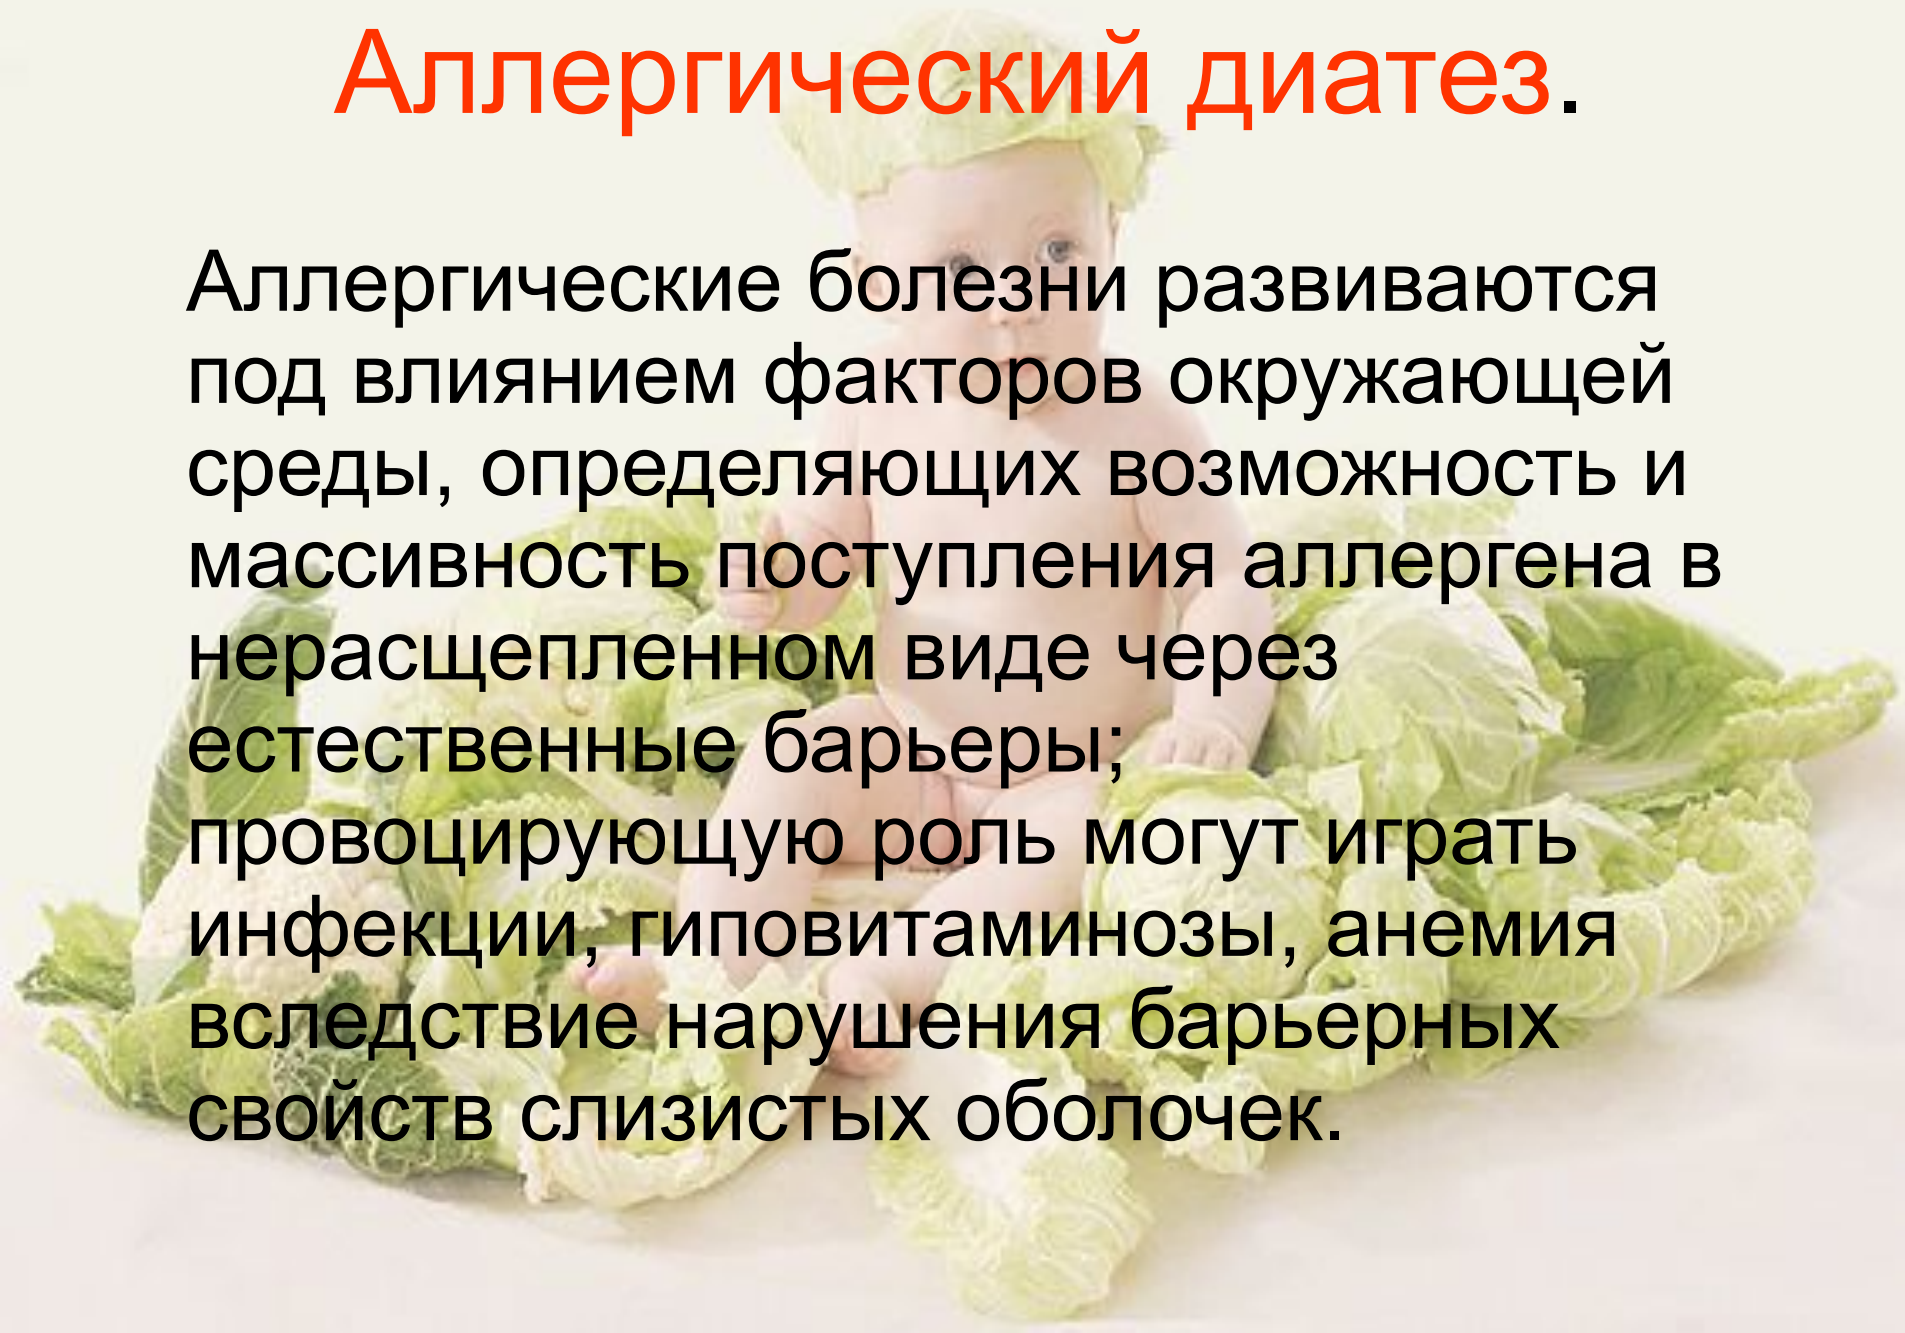 Аллергический диатез.
Аллергические болезни развиваются
под влиянием факторов окружающей
среды, определяющих возможность и
массивность поступления аллергена в
нерасщепленном виде через
естественные барьеры;
провоцирующую роль могут играть
инфекции, гиповитаминозы, анемия
вследствие нарушения барьерных
свойств слизистых оболочек.